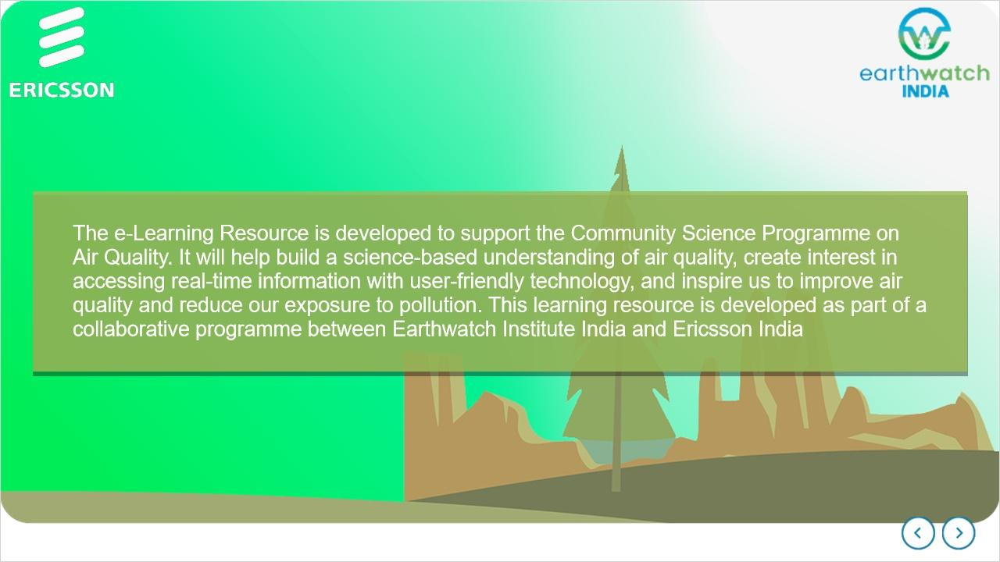 ERICSSON
earthwatch
INDIA
The e-Learning Resource is developed to support the Community Science Programme on
Air Quality. It will help build a science-based understanding of air quality, create interest in
accessing real-time information with user-friendly technology, and inspire us to improve air
quality and reduce our exposure to pollution. This learning resource is developed as part of a
collaborative programme between Earthwatch Institute India and Ericsson India